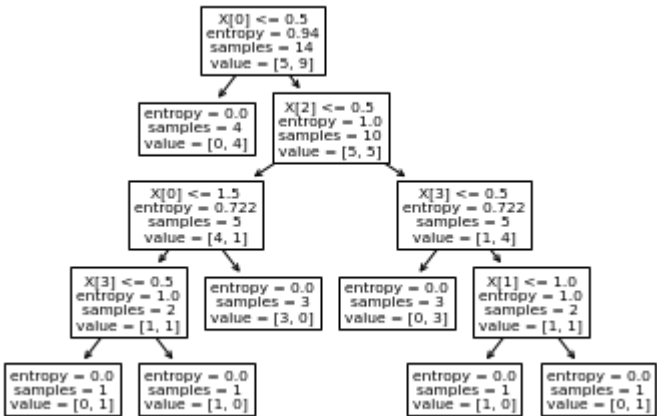 X[0] <= 0.5
entropy = 0.94
samples = 14
value = [5, 9]
entropy = 0.0
samples = 4
value = [0, 4]
X[2] <= 0.5
entropy = 1.0
samples = 10
value = [5, 5]
X[0] <= 1.5
entropy = 0.722
samples = 5
value = [4, 1]
X[3] <= 0.5
entropy = 0.722
samples = 5
value = [1, 4]
X[3] <= 0.5
entropy = 1.0
samples = 2
value = [1, 1]
entropy = 0.0
samples = 3
value = [3, 0]
entropy = 0.0
samples = 3
value = [0, 3]
X[1] <= 1.0
entropy = 1.0
samples = 2
value = [1, 1]
entropy = 0.0
samples = 1
value = [0, 1]
entropy = 0.0
samples = 1
value = [1, 0]
entropy = 0.0
samples = 1
value = [1, 0]
entropy = 0.0
samples = 1
value = [0, 1]